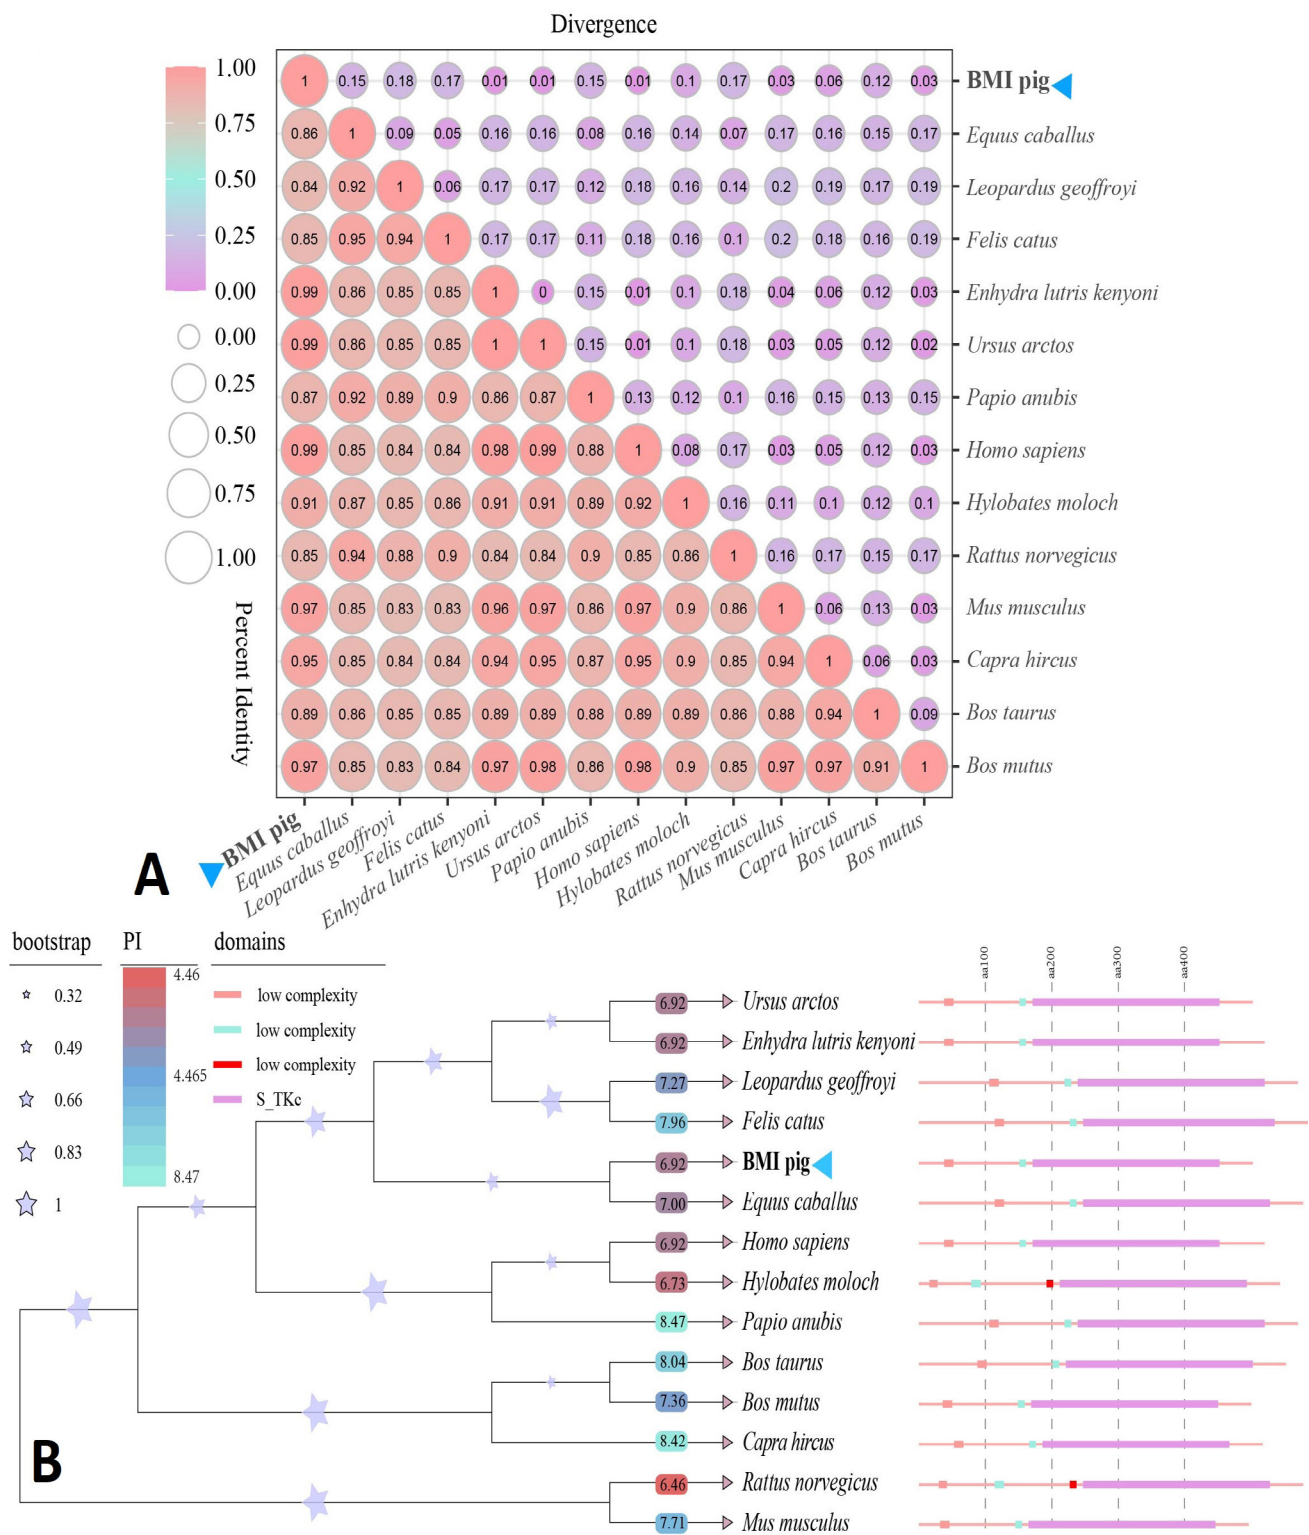 Divergence
1.00
0.75
0.50
0.25
0.00
0.00
0.25
0.50
0.75
1.00
Percent Identity
1 0.15 0.18 0.17 0.01 0.01 0.15 0.01 0.1 0.17 0.03 0.06 0.12 0.03 BMI pig
0.86 1 0.09 0.05 0.16 0.16 0.08 0.16 0.14 0.07 0.17 0.16 0.15 0.17 Equus caballus
0.84 0.92 1 0.06 0.17 0.17 0.12 0.18 0.16 0.14 0.2 0.19 0.17 0.19 Leopardus geoffroyi
0.85 0.95 0.94 1 0.17 0.17 0.11 0.18 0.16 0.1 0.2 0.18 0.16 0.19 Felis catus
0.99 0.86 0.85 0.85 1 0 0.15 0.01 0.1 0.18 0.04 0.06 0.12 0.03 Enhydra lutris kenyoni
0.99 0.86 0.85 0.85 1 1 0.15 0.01 0.1 0.18 0.03 0.05 0.12 0.02 Ursus arctos
0.87 0.92 0.89 0.9 0.86 0.87 1 0.13 0.12 0.1 0.16 0.15 0.13 0.15 Papio anubis
0.99 0.85 0.84 0.84 0.98 0.99 0.88 1 0.08 0.17 0.03 0.05 0.12 0.03 Homo sapiens
0.91 0.87 0.85 0.86 0.91 0.91 0.89 0.92 1 0.16 0.11 0.1 0.12 0.1 Hylobates moloch
0.85 0.94 0.88 0.9 0.84 0.84 0.9 0.85 0.86 1 0.16 0.17 0.15 0.17 Rattus norvegicus
0.97 0.85 0.83 0.83 0.96 0.97 0.86 0.97 0.9 0.86 1 0.06 0.13 0.03 Mus musculus
0.95 0.85 0.84 0.84 0.94 0.95 0.87 0.95 0.9 0.85 0.94 1 0.06 0.03 Capra hircus
0.89 0.86 0.85 0.85 0.89 0.89 0.88 0.89 0.89 0.86 0.88 0.94 1 0.09 Bos taurus
0.97 0.85 0.83 0.84 0.97 0.98 0.86 0.98 0.9 0.85 0.97 0.97 0.91 1 Bos mutus
BMI pig
Equus caballus
Leopardus geoffroyi
Felis catus
Enhydra lutris kenyoni
Ursus arctos
Papio anubis
Homo sapiens
Hylobates moloch
Rattus norvegicus
Mus musculus
Capra hircus
Bos taurus
Bos mutus
A
bootstrap
0.32
0.49
0.66
0.83
1
PI
4.46
4.465
8.47
domains
low complexity
low complexity
low complexity
S_TKc
aa100 aa200 aa300 aa400
6.92 Ursus arctos
6.92 Enhydra lutris kenyoni
7.27 Leopardus geoffroyi
7.96 Felis catus
6.92 BMI pig
7.00 Equus caballus
6.92 Homo sapiens
6.73 Hylobates moloch
8.47 Papio anubis
8.04 Bos taurus
7.36 Bos mutus
8.42 Capra hircus
6.46 Rattus norvegicus
7.71 Mus musculus
B